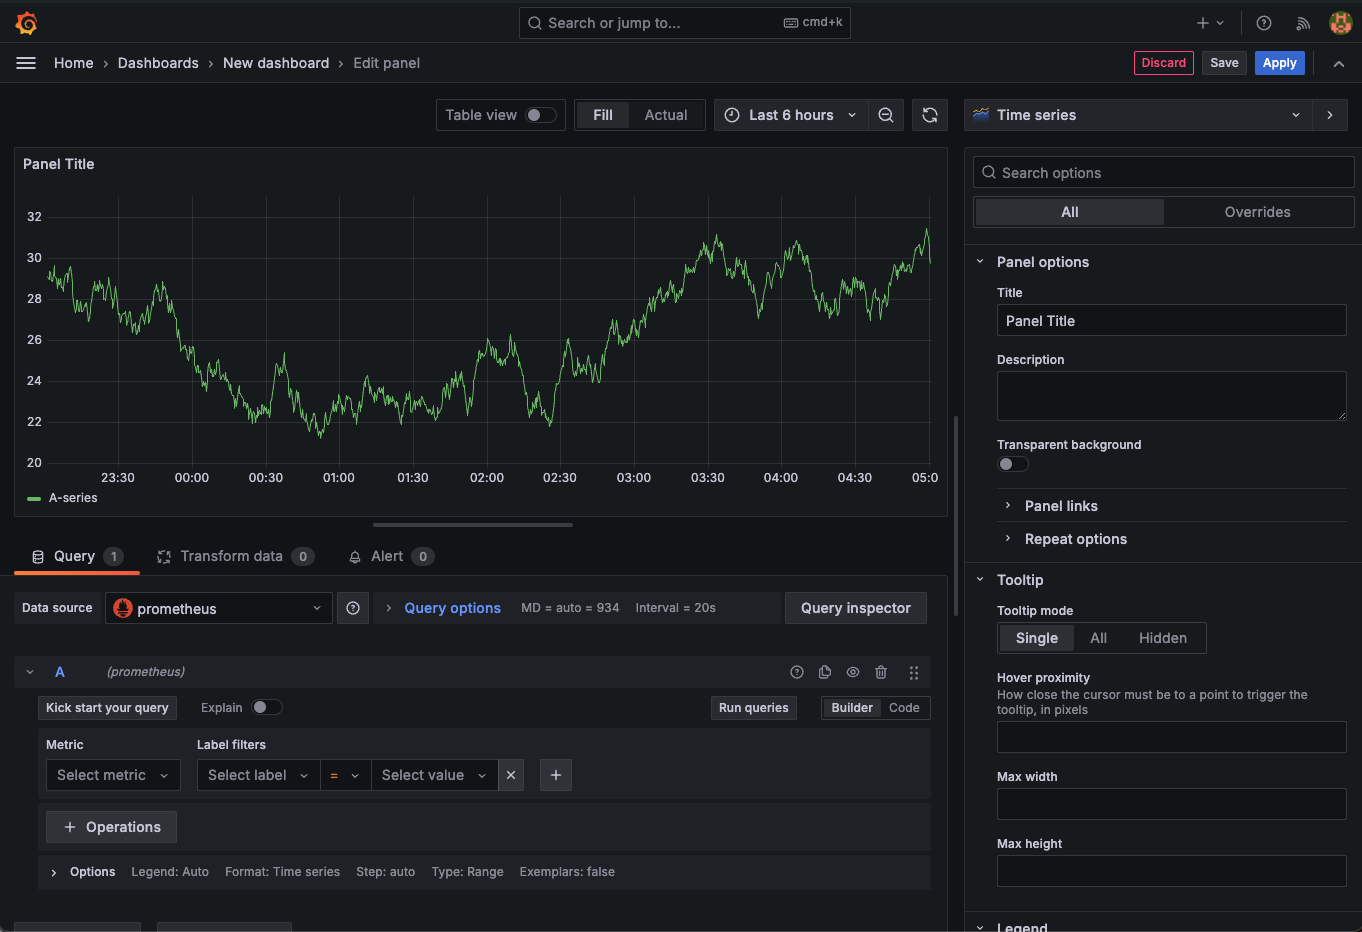 Search or jump to... cmd+k
Home › Dashboards › New dashboard › Edit panel
Discard Save Apply
Table view Fill Actual Last 6 hours
Time series
Panel Title
32
30
28
26
24
22
20
23:30 00:00 00:30 01:00 01:30 02:00 02:30 03:00 03:30 04:00 04:30 05:0
A-series
Query 1 Transform data 0 Alert 0
Data source prometheus Query options MD = auto = 934 Interval = 20s Query inspector
A (prometheus)
Kick start your query Explain Run queries Builder Code
Metric Label filters
Select metric Select label = Select value
+ Operations
Options Legend: Auto Format: Time series Step: auto Type: Range Exemplars: false
Search options
All Overrides
Panel options
Title
Panel Title
Description
Transparent background
Panel links
Repeat options
Tooltip
Tooltip mode
Single All Hidden
Hover proximity
How close the cursor must be to a point to trigger the
tooltip, in pixels
Max width
Max height
Legend